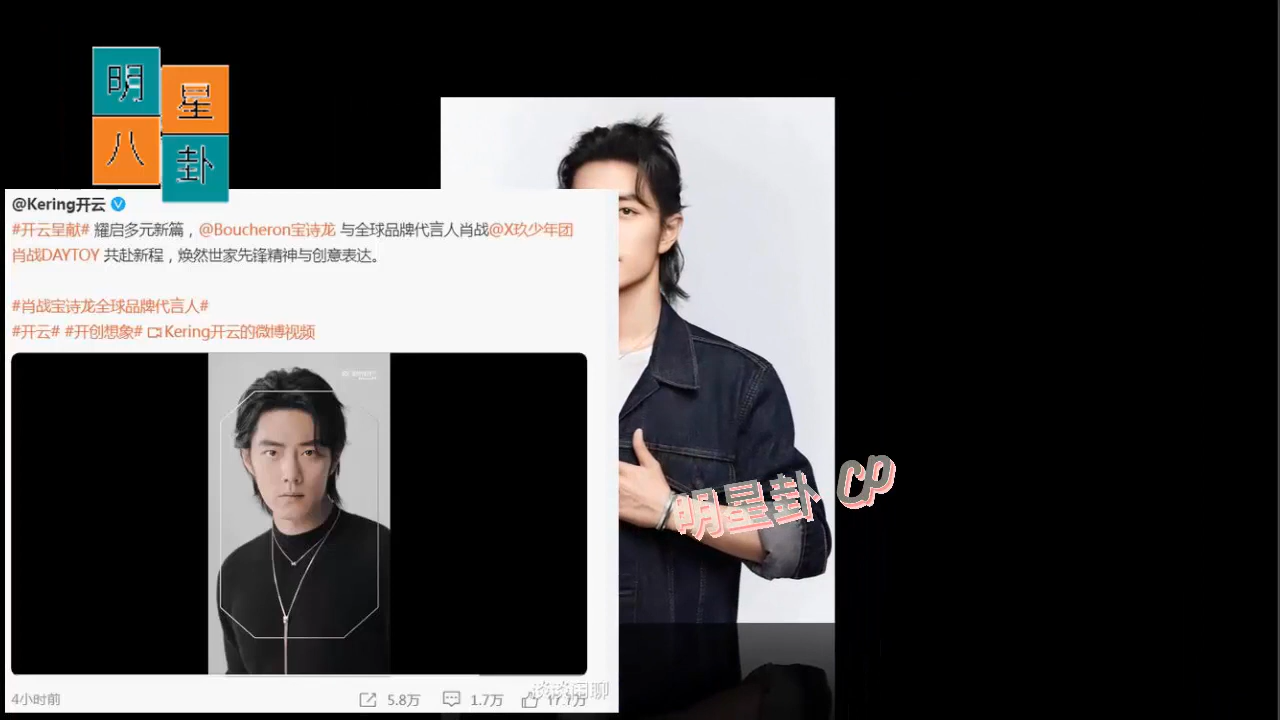 明星
八卦
@Kering开云
#开云呈献# 耀启多元新篇，@Boucheron宝诗龙 与全球品牌代言人肖战@X玖少年团
肖战DAYTOY 共赴新程，焕然世家先锋精神与创意表达。
#肖战宝诗龙全球品牌代言人#
#开云# #开创想象# Kering开云的微博视频
明星卦 CP
4小时前 5.8万 1.7万 17.7万